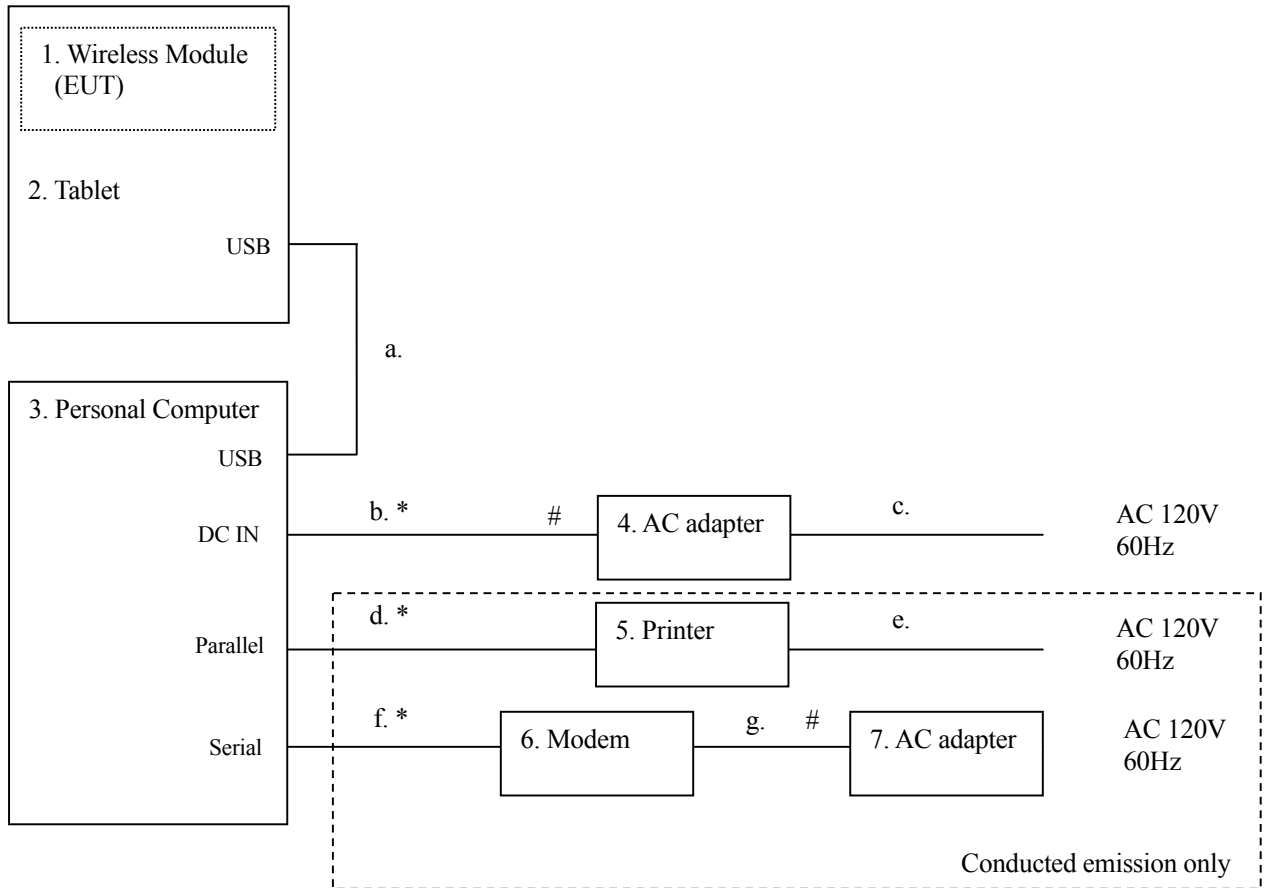 1. Wireless Module
(EUT)
2. Tablet
USB
a.
3. Personal Computer
USB
b. *
#
4. AC adapter
c.
AC 120V
60Hz
DC IN
d. *
5. Printer
e.
AC 120V
60Hz
Parallel
f. *
6. Modem
g.
#
7. AC adapter
AC 120V
60Hz
Serial
Conducted emission only